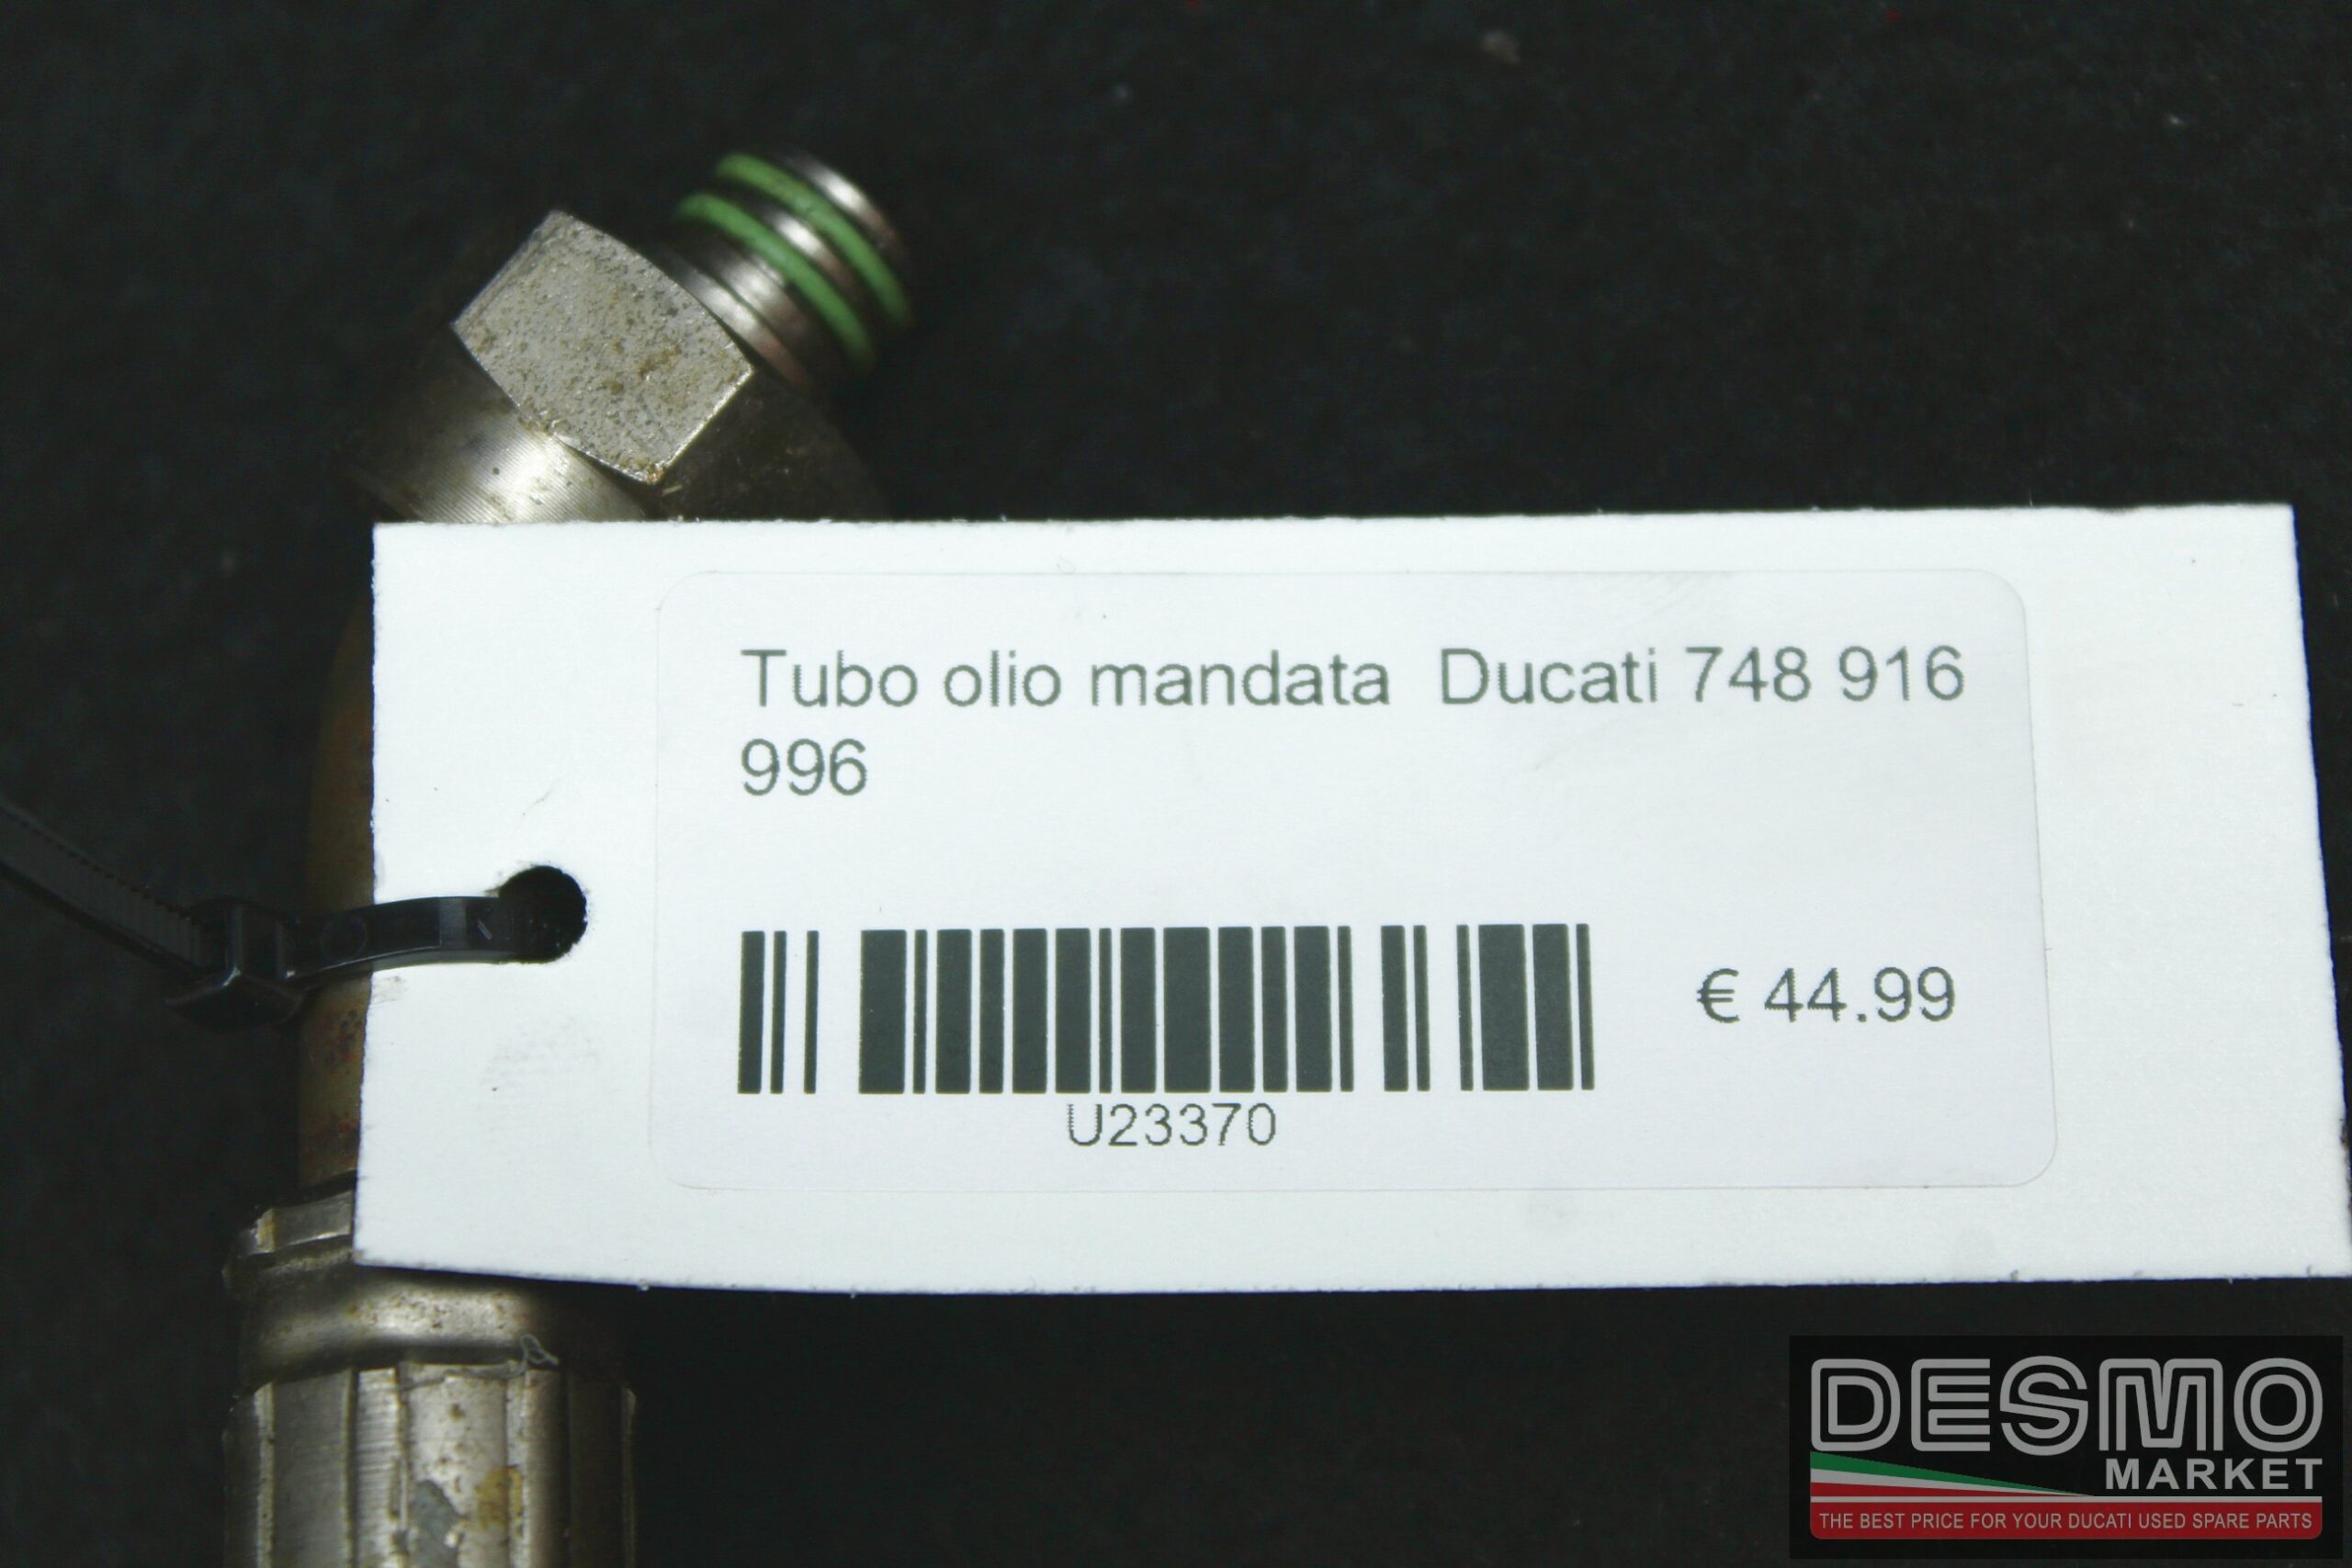 Tubo olio mandata  Ducati 748 916
996
€ 44.99
U23370
DESMO
MARKET
THE BEST PRICE FOR YOUR DUCATI USED SPARE PARTS